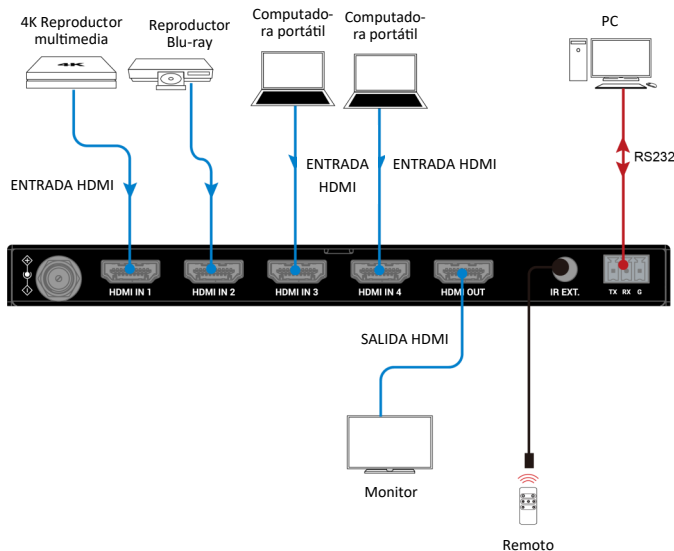 4K Reproductor
multimedia
Reproductor
Blu-ray
Computado-
ra portátil
Computado-
ra portátil
PC
4K
ENTRADA HDMI
ENTRADA
HDMI
ENTRADA HDMI
RS232
HDMI IN 1
HDMI IN 2
HDMI IN 3
HDMI IN 4
HDMI OUT
IR EXT.
TX RX G
SALIDA HDMI
Monitor
Remoto